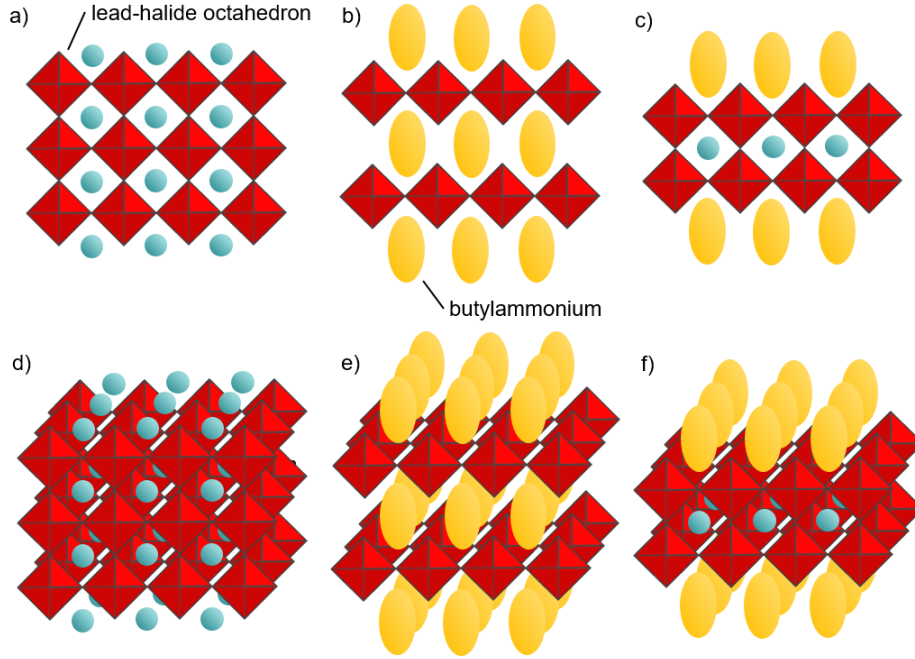 a)
lead-halide octahedron
b)
c)
butylammonium
d)
e)
f)